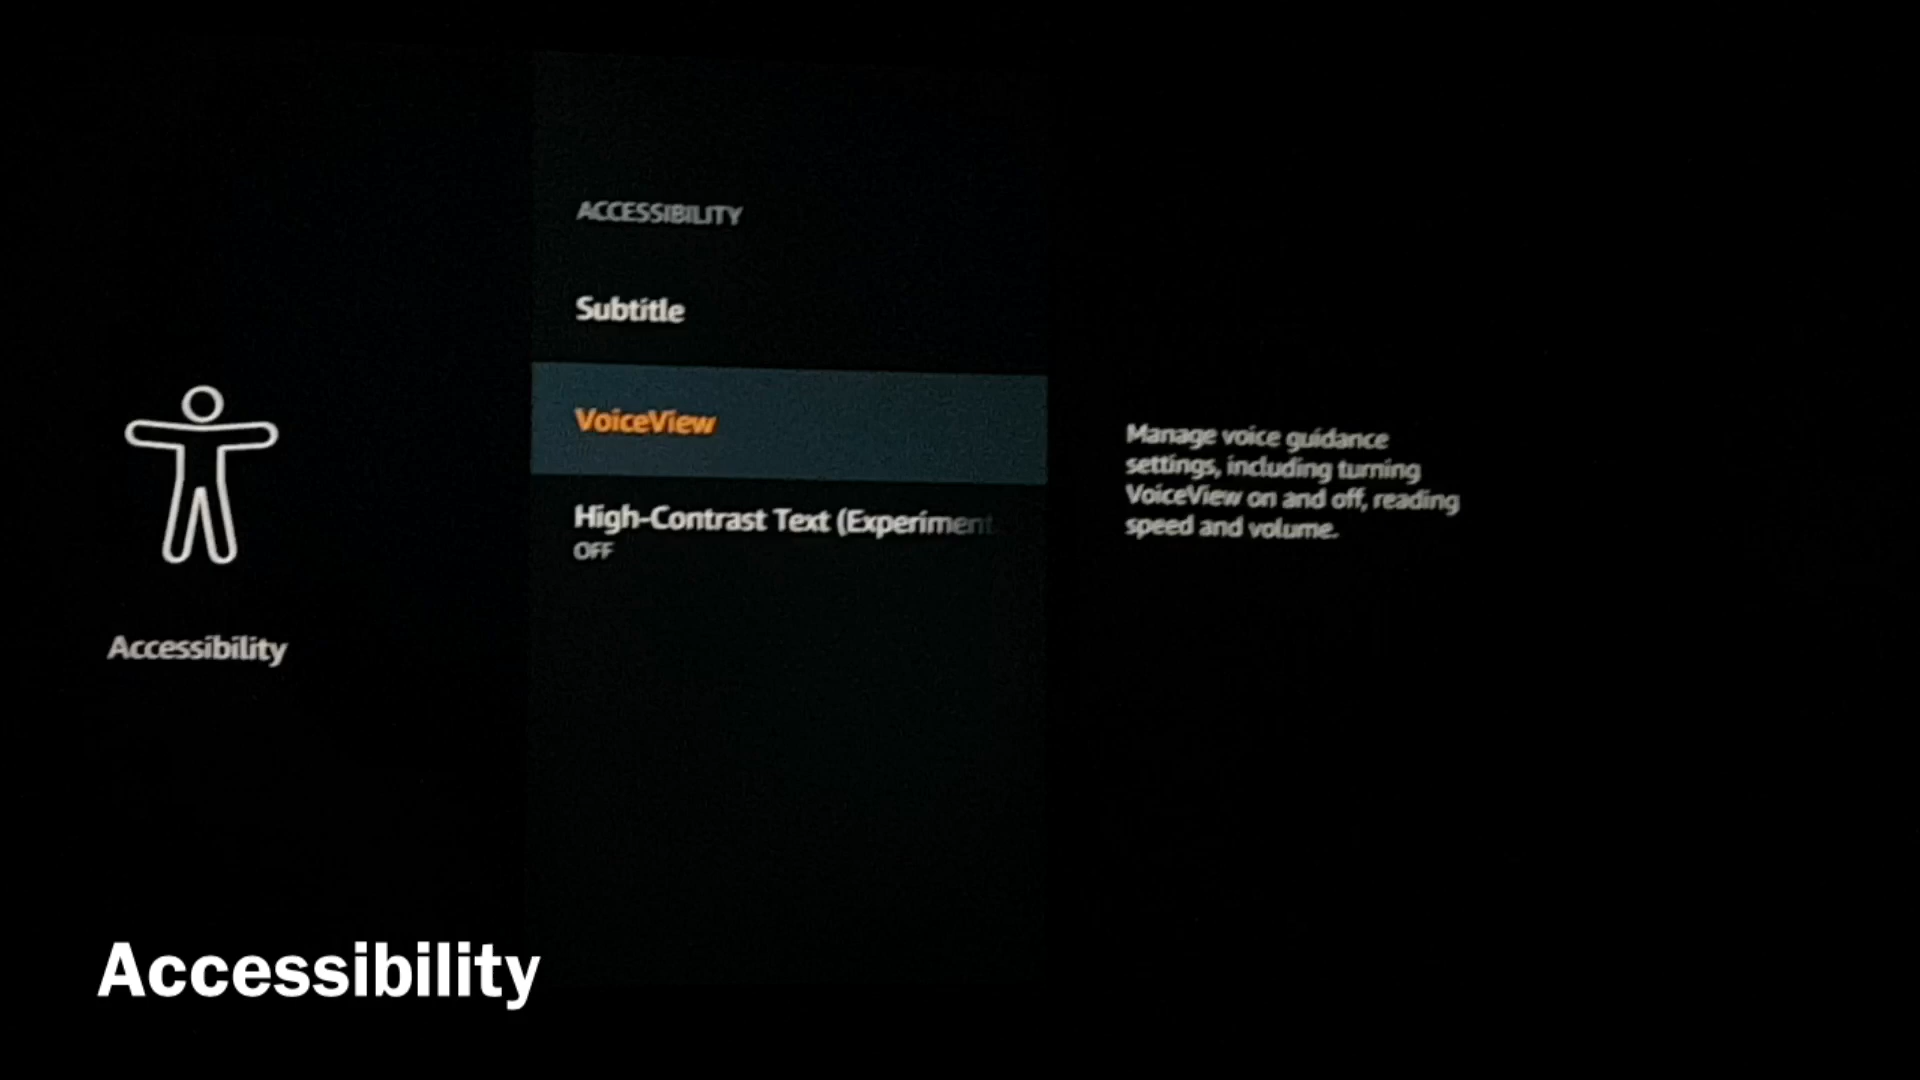 ACCESSIBILITY
Subtitle
VoiceView
High-Contrast Text (Experiment
OFF
Accessibility
Manage voice guidance
settings, including turning
VoiceView on and off, reading
speed and volume.
Accessibility